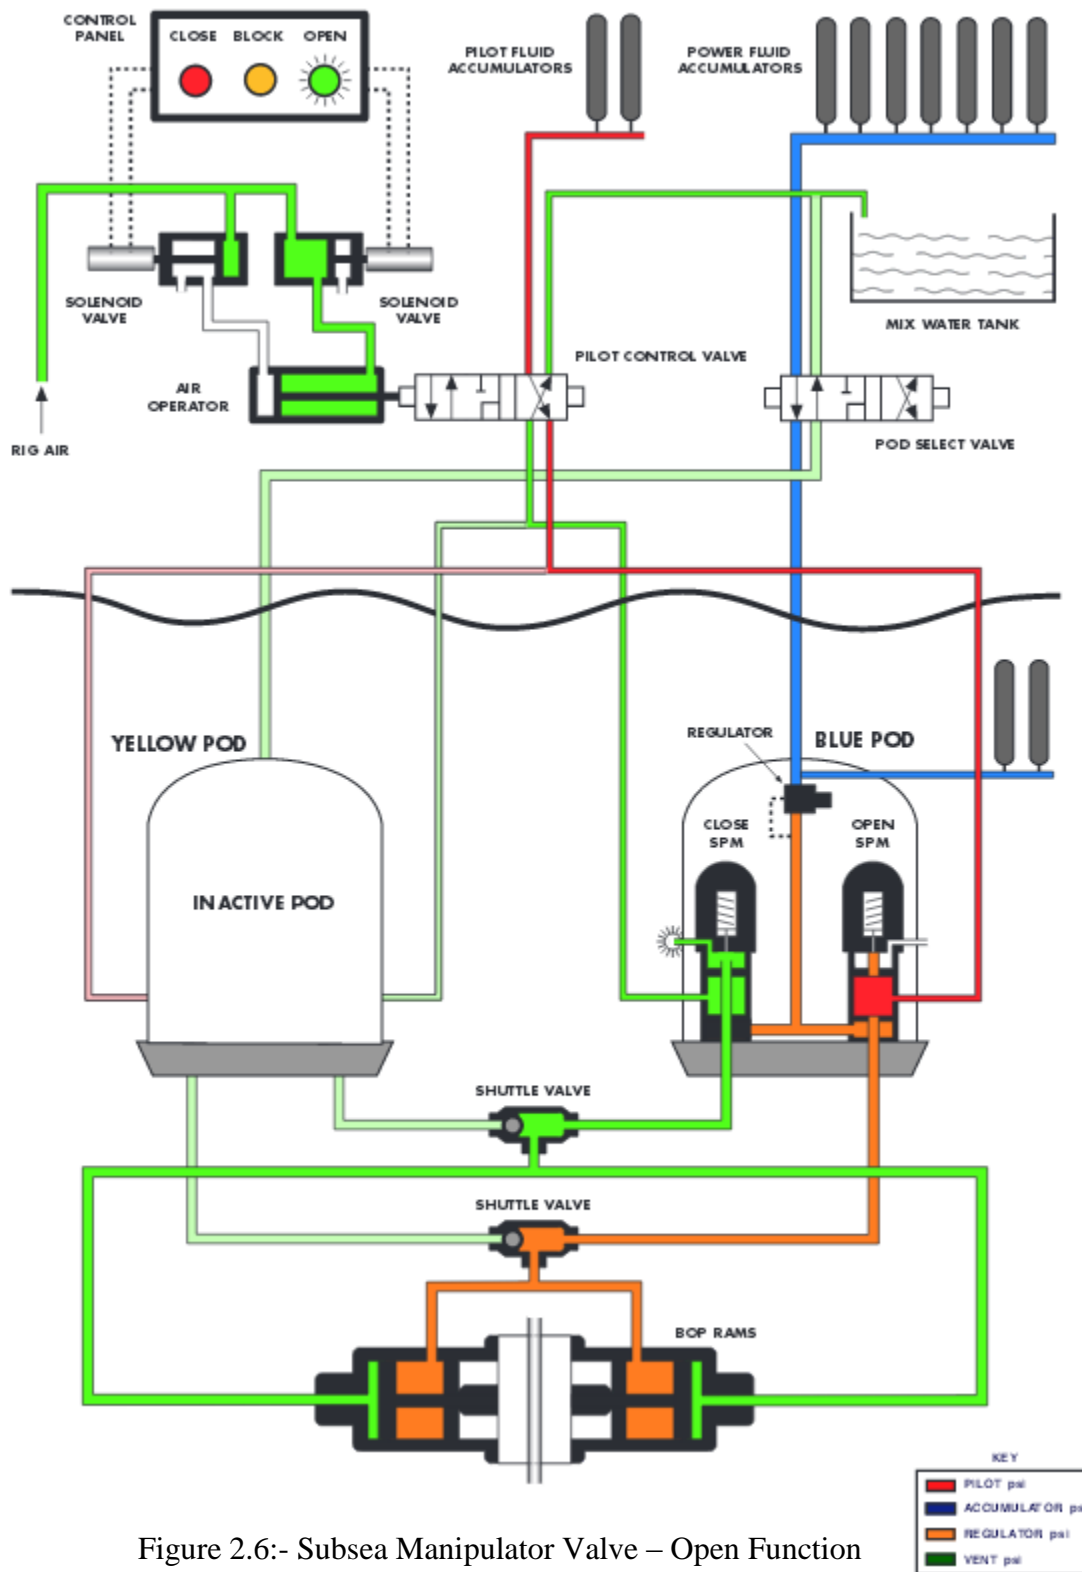 CONTROL
PANEL
CLOSE BLOCK OPEN
PILOT FLUID
ACCUMULATORS
POWER FLUID
ACCUMULATORS
SOLENOID
VALVE
SOLENOID
VALVE
MIX WATER TANK
PILOT CONTROL VALVE
AIR
OPERATOR
RIG AIR
POD SELECT VALVE
YELLOW POD
REGULATOR
BLUE POD
CLOSE
SPM
OPEN
SPM
INACTIVE POD
SHUTTLE VALVE
SHUTTLE VALVE
BOP RAMS
KEY
PILOT psi
ACCUMULATOR ps
REGULATOR psi
VENT psi
Figure 2.6:- Subsea Manipulator Valve – Open Function